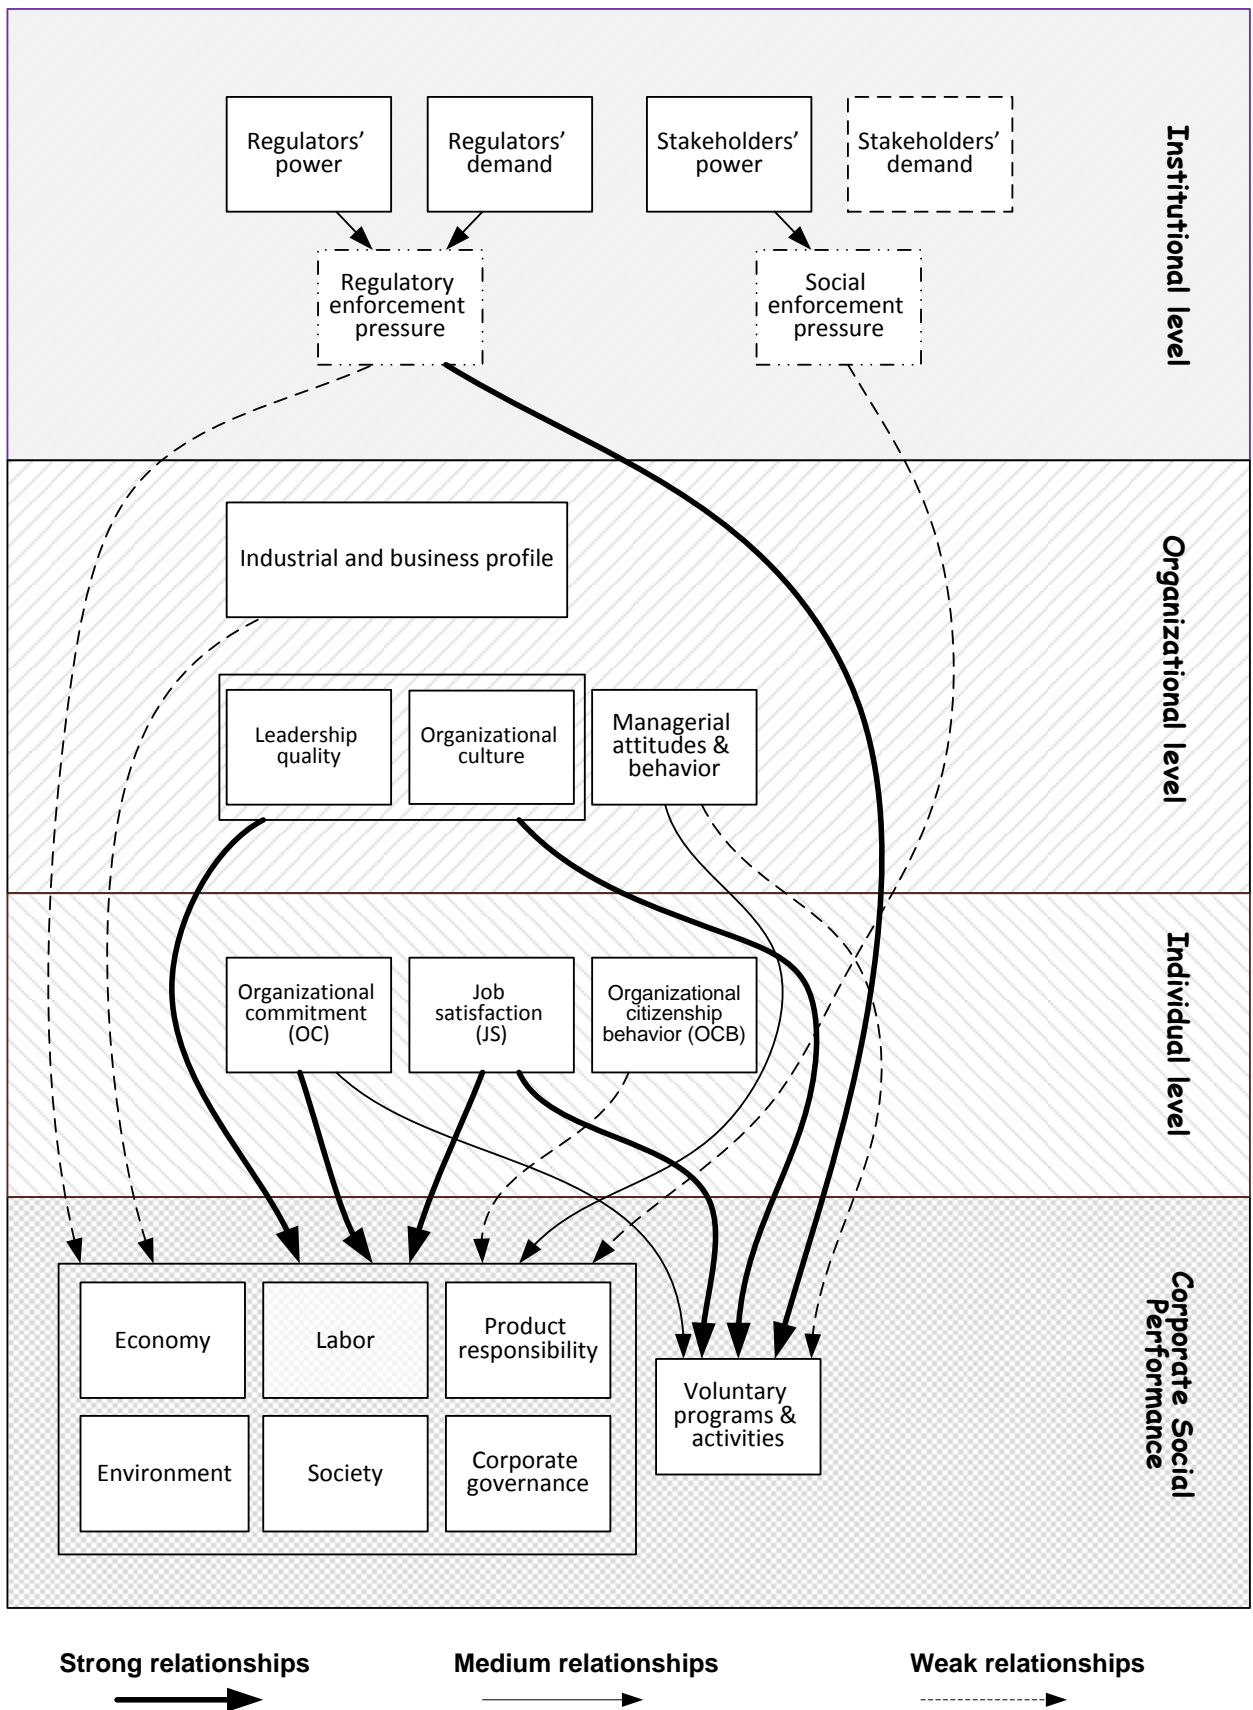 Regulators’
power
Regulators’
demand
Stakeholders’
power
Stakeholders’
demand
Regulatory
enforcement
pressure
Social
enforcement
pressure
Institutional level
Industrial and business profile
Leadership
quality
Organizational
culture
Managerial
attitudes &
behavior
Organizational level
Organizational
commitment
(OC)
Job
satisfaction
(JS)
Organizational
citizenship
behavior (OCB)
Individual level
Economy
Labor
Product
responsibility
Environment
Society
Corporate
governance
Voluntary
programs &
activities
Corporate Social
Performance
Strong relationships
Medium relationships
Weak relationships